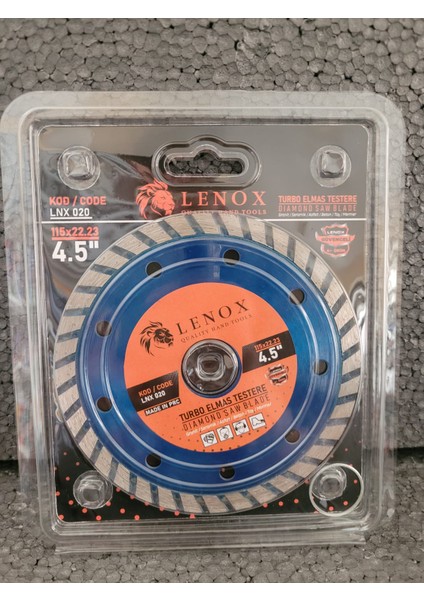 KOD / CODE
LNX 020
115x22.23
4.5"
LENOX
QUALITY HAND TOOLS
TURBO ELMAS TESTERE
DIAMOND SAW BLADE
LENOX
LENOX
QUALITY HAND TOOLS
115x22.23
4.5"
KOD / CODE
LNX 020
MADE IN PRC
TURBO ELMAS TESTERE
DIAMOND SAW BLADE